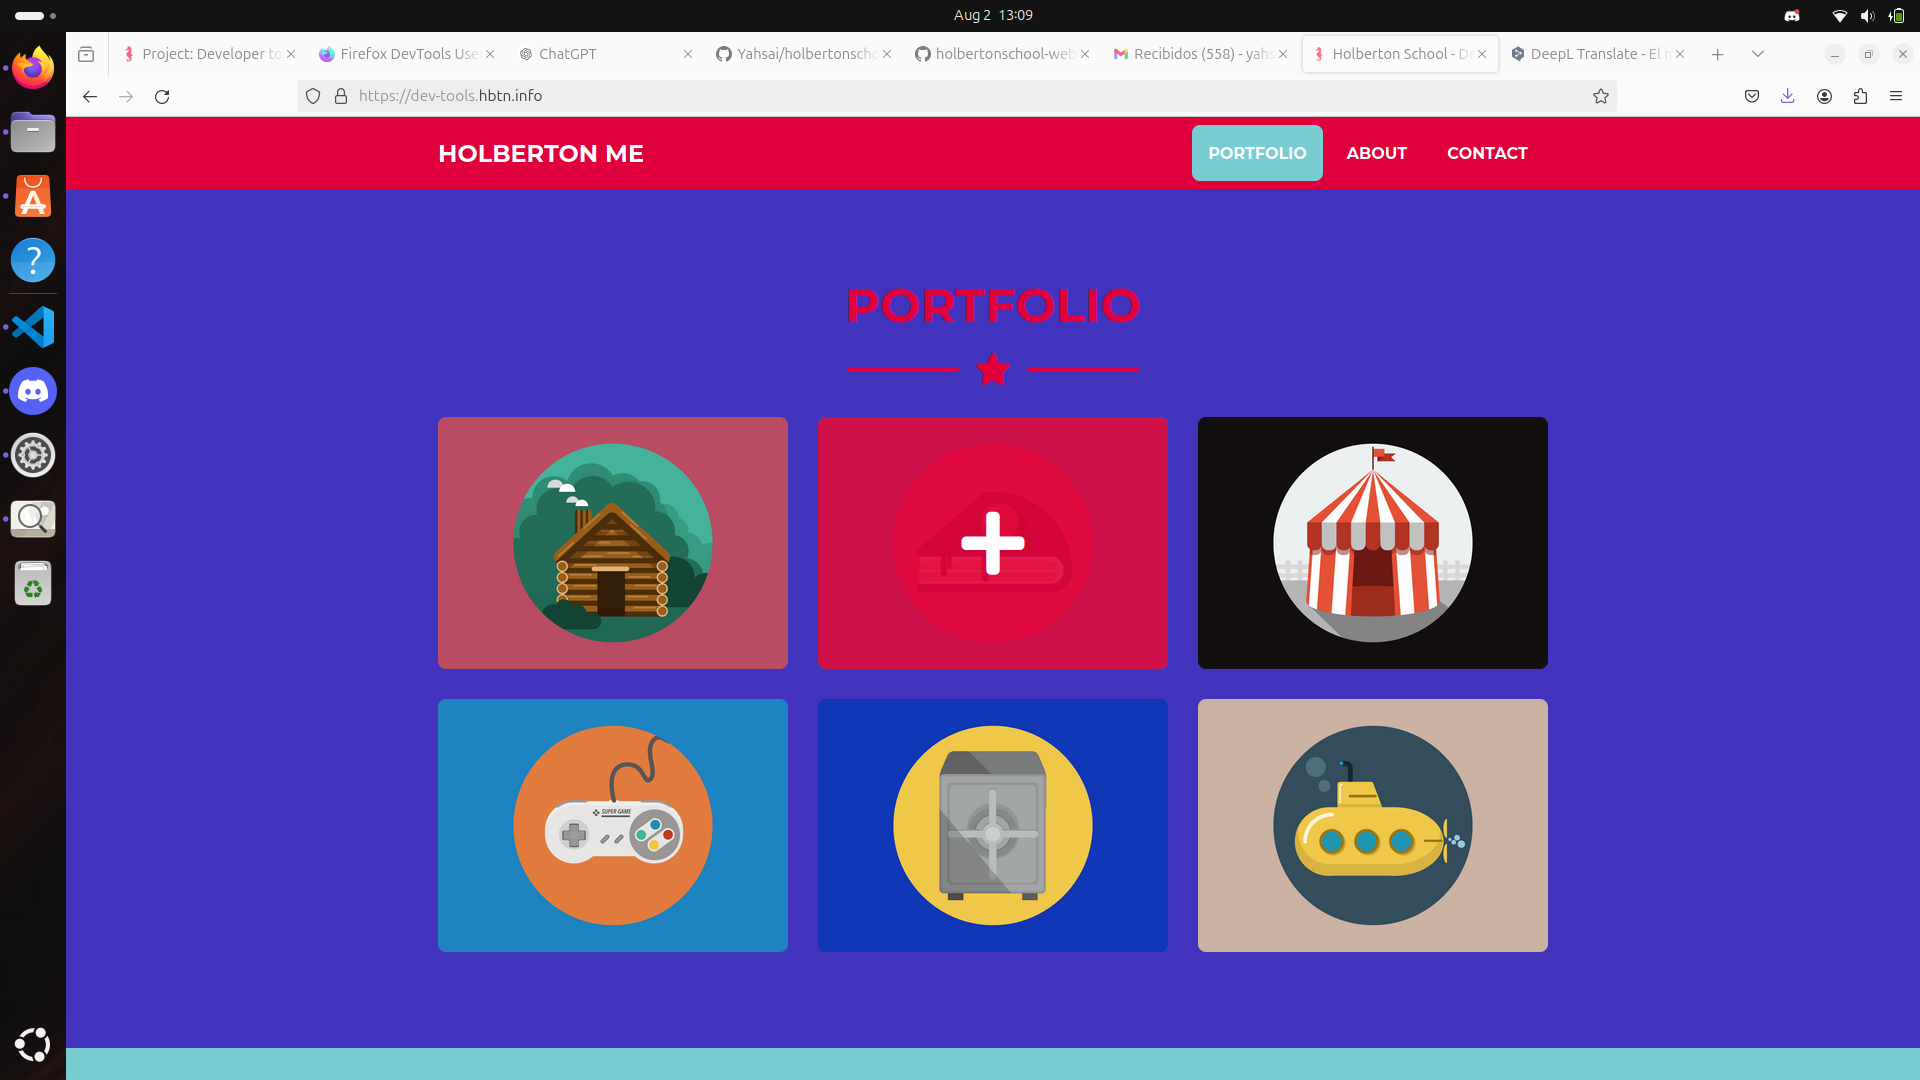 Aug 2 13:09
Project: Developer to
Firefox DevTools Use
ChatGPT
Yahsai/holbertonscho
holbertonschool-web
Recibidos (558) - yahs
Holberton School - De
DeepL Translate - El m
https://dev-tools.hbtn.info
HOLBERTON ME
PORTFOLIO
ABOUT
CONTACT
PORTFOLIO
SUPER GAME